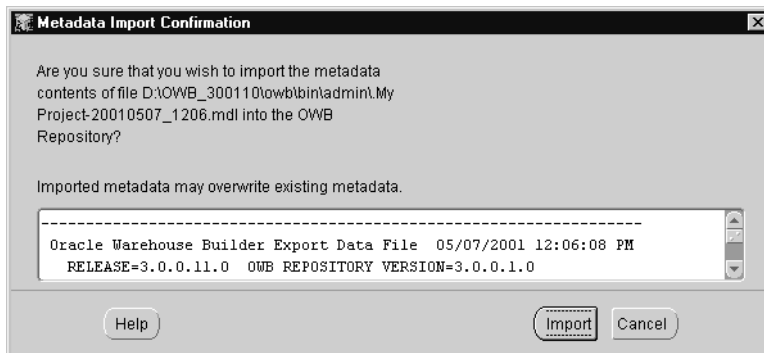 Metadata Import Confirmation
Are you sure that you wish to import the metadata
contents of file D:\OWB_300110\owb\bin\admin\.My
Project-20010507_1206.mdl into the OWB
Repository?
Imported metadata may overwrite existing metadata.
--------------------------------------------------------------------
Oracle Warehouse Builder Export Data File 05/07/2001 12:06:08 PM
RELEASE=3.0.0.11.0 OWB REPOSITORY VERSION=3.0.0.1.0
Help Import Cancel